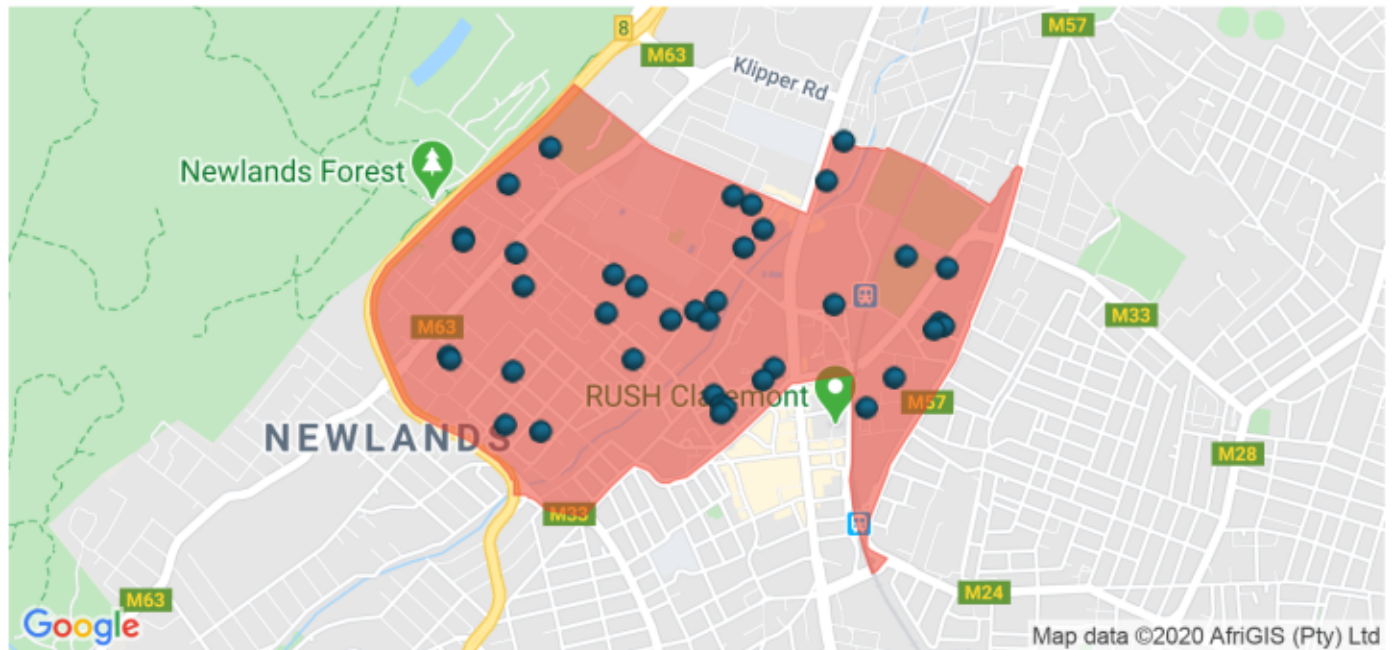 8
M63
M57
Klipper Rd
Newlands Forest
M33
M63
RUSH Claremont
M57
NEWLANDS
M28
M33
M63
M24
Google
Map data ©2020 AfriGIS (Pty) Ltd